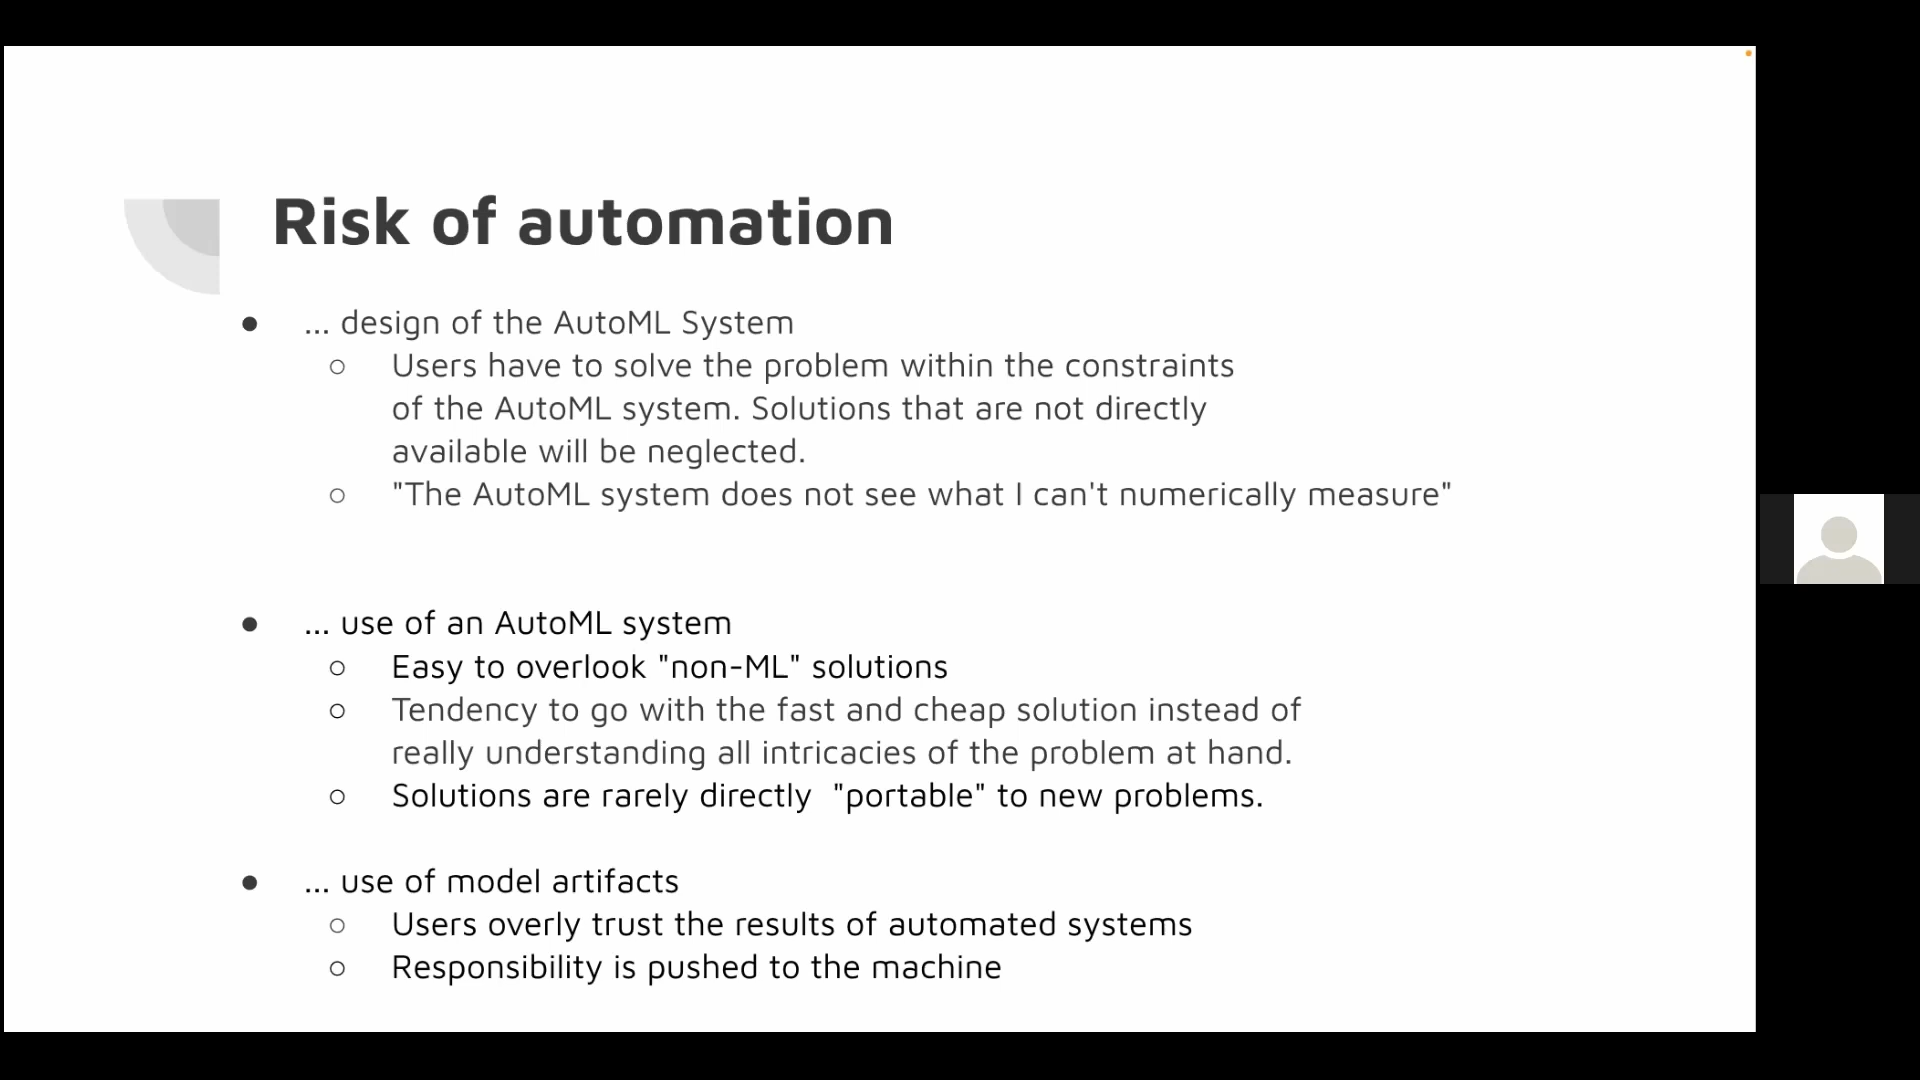 Risk of automation
● ... design of the AutoML System
○ Users have to solve the problem within the constraints
of the AutoML system. Solutions that are not directly
available will be neglected.
○ "The AutoML system does not see what I can't numerically measure"
● ... use of an AutoML system
○ Easy to overlook "non-ML" solutions
○ Tendency to go with the fast and cheap solution instead of
really understanding all intricacies of the problem at hand.
○ Solutions are rarely directly "portable" to new problems.
● ... use of model artifacts
○ Users overly trust the results of automated systems
○ Responsibility is pushed to the machine